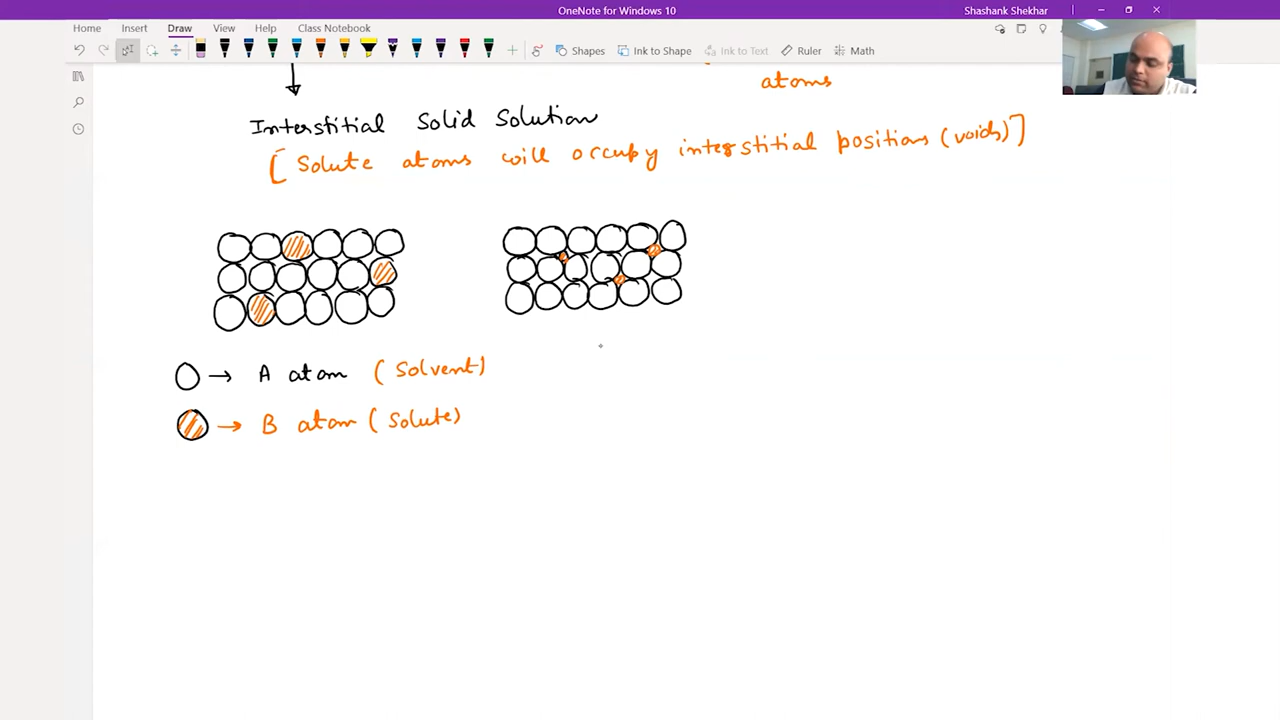 OneNote for Windows 10
Shashank Shekhar
Home Insert Draw View Help Class Notebook
Shapes Ink to Shape Ink to Text Ruler Math
atoms
Interstitial Solid Solution
[Solute atoms will occupy interstitial positions (voids)]
→ A atom (Solvent)
→ B atom (Solute)